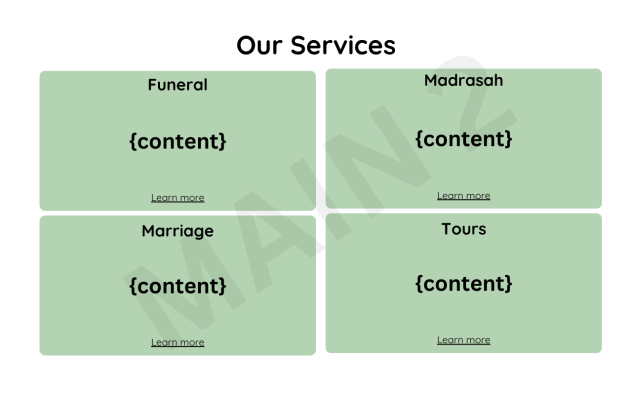 Our Services
Funeral
{content}
Learn more
Madrasah
{content}
Learn more
Marriage
{content}
Learn more
Tours
{content}
Learn more
MAIN 2